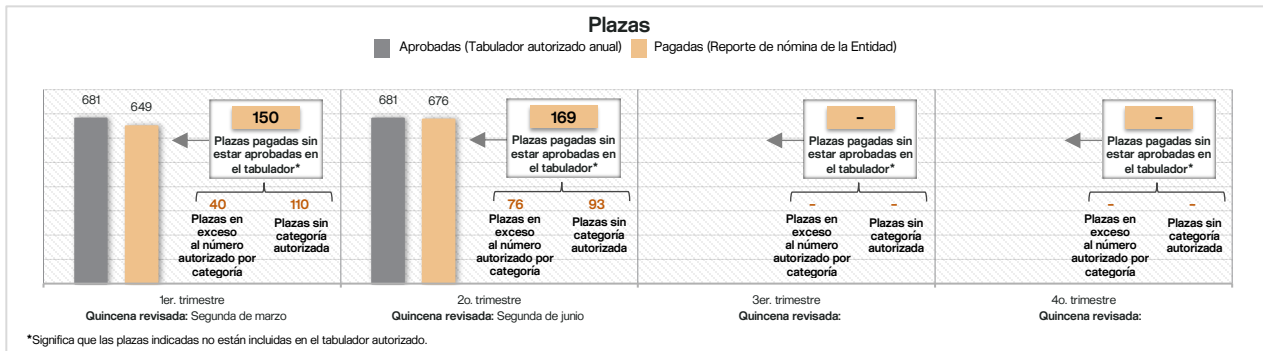 Plazas
Aprobadas (Tabulador autorizado anual)
Pagadas (Reporte de nómina de la Entidad)
681
649
150
Plazas pagadas sin
estar aprobadas en
el tabulador*
40
110
Plazas en
exceso
al número
autorizado por
categoría
Plazas sin
categoría
autorizada
1er. trimestre
Quincena revisada: Segunda de marzo
681
676
169
Plazas pagadas sin
estar aprobadas en
el tabulador*
76
93
Plazas en
exceso
al número
autorizado por
categoría
Plazas sin
categoría
autorizada
2o. trimestre
Quincena revisada: Segunda de junio
-
Plazas pagadas sin
estar aprobadas en
el tabulador*
-
-
Plazas en
exceso
al número
autorizado por
categoría
Plazas sin
categoría
autorizada
3er. trimestre
Quincena revisada:
-
Plazas pagadas sin
estar aprobadas en
el tabulador*
-
-
Plazas en
exceso
al número
autorizado por
categoría
Plazas sin
categoría
autorizada
4o. trimestre
Quincena revisada:
*Significa que las plazas indicadas no están incluidas en el tabulador autorizado.